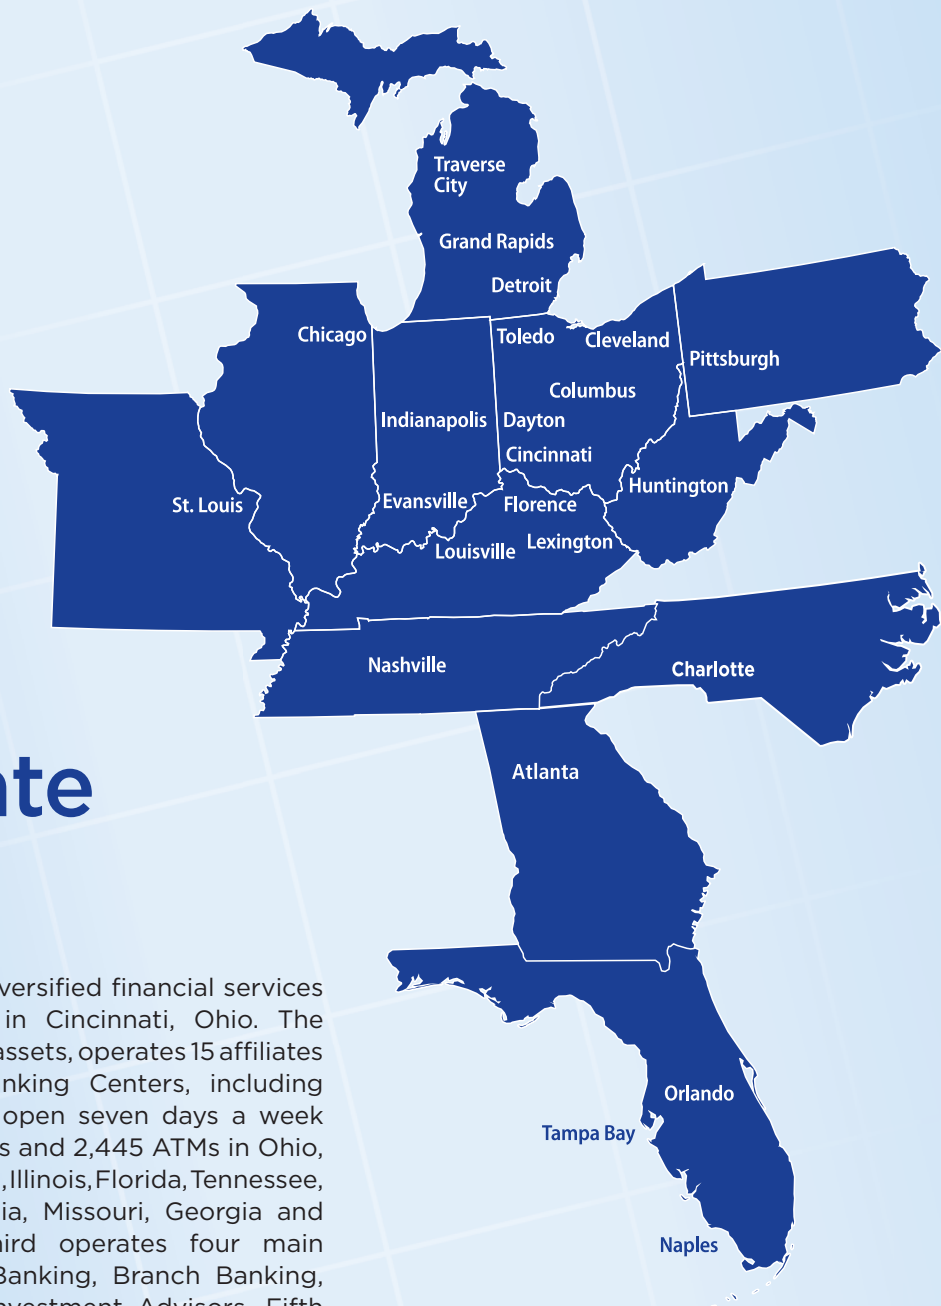 Traverse
City
Grand Rapids
Detroit
Chicago
Toledo
Cleveland
Pittsburgh
Columbus
Indianapolis
Dayton
Cincinnati
St. Louis
Evansville
Florence
Huntington
Louisville
Lexington
Nashville
Charlotte
Atlanta
Orlando
Tampa Bay
Naples
versified financial services
in Cincinnati, Ohio. The
assets, operates 15 affiliates
nking Centers, including
open seven days a week
s and 2,445 ATMs in Ohio,
, Illinois, Florida, Tennessee,
ia, Missouri, Georgia and
operates four main
Banking, Branch Banking,
Advisors. Fifth